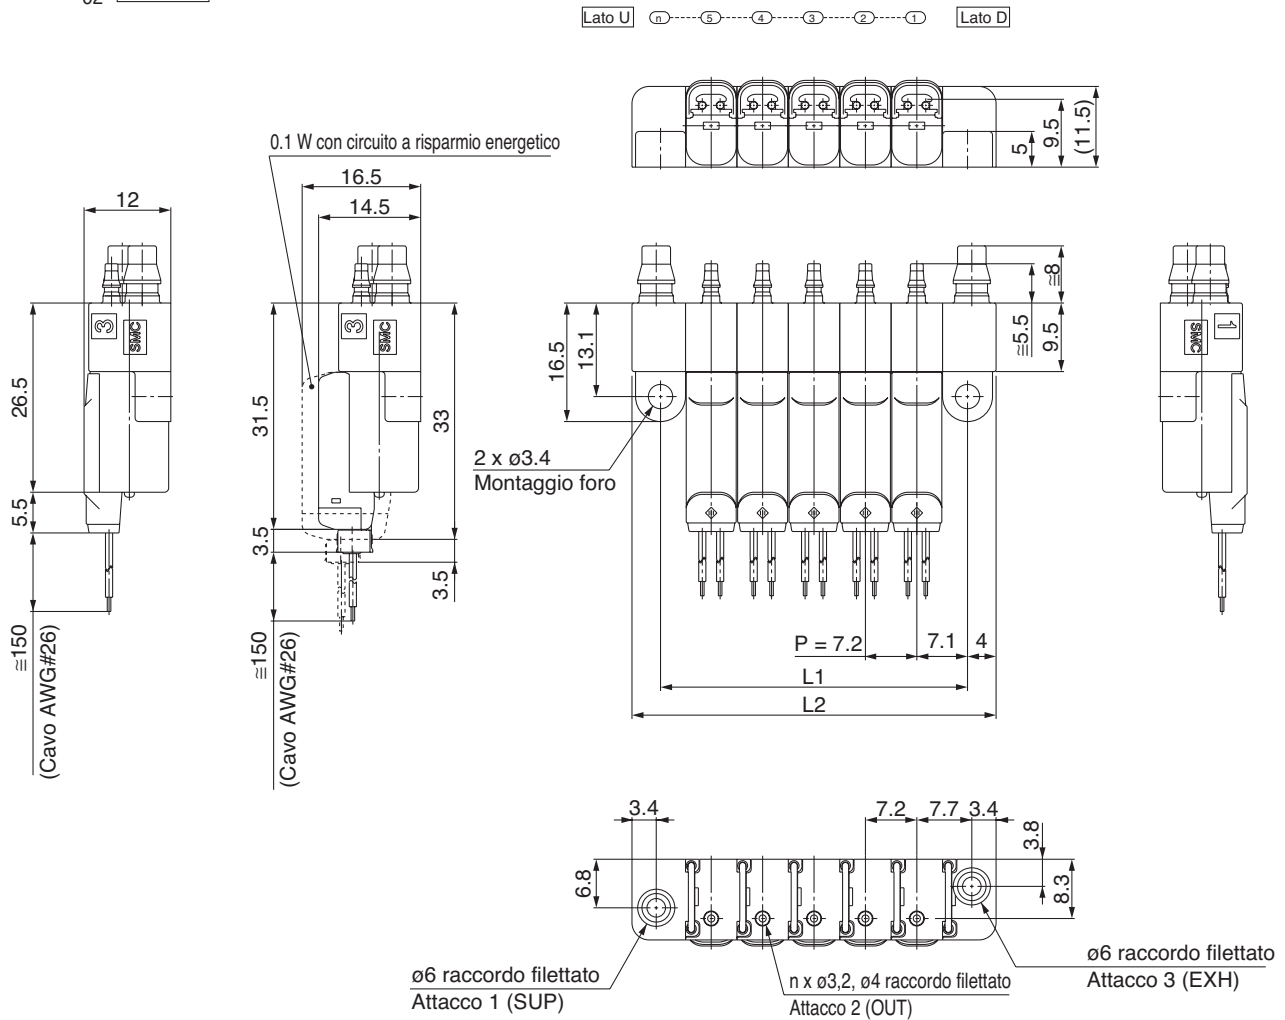 Lato U n 5 4 3 2 1 Lato D
0.1 W con circuito a risparmio energetico
16.5
14.5
12
5
9.5
(11.5)
3
SMC
3
SMC
SMC
1
26.5
5.5
≅150
(Cavo AWG#26)
31.5
3.5
≅150
(Cavo AWG#26)
33
3.5
16.5
13.1
≅8
≅5.5
9.5
2 x ø3.4
Montaggio foro
P = 7.2
7.1
4
L1
L2
3.4
7.2
7.7
3.4
6.8
3.8
8.3
ø6 raccordo filettato
Attacco 1 (SUP)
n x ø3,2, ø4 raccordo filettato
Attacco 2 (OUT)
ø6 raccordo filettato
Attacco 3 (EXH)